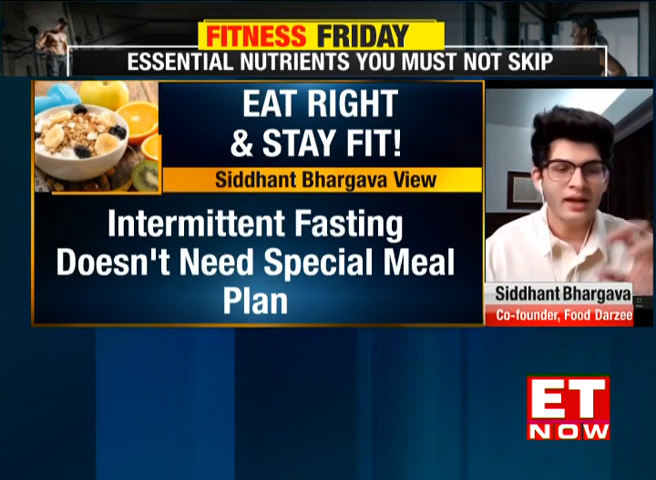 FITNESS FRIDAY
ESSENTIAL NUTRIENTS YOU MUST NOT SKIP
EAT RIGHT
& STAY FIT!
Siddhant Bhargava View
Intermittent Fasting
Doesn't Need Special Meal
Plan
Siddhant Bhargava
Co-founder, Food Darzee
ET
NOW